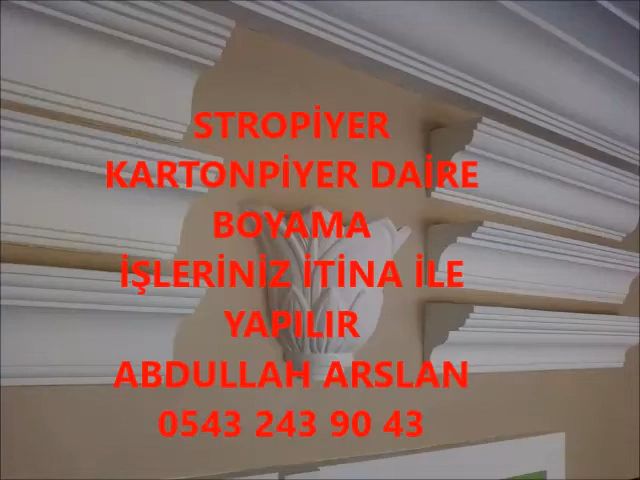 STROPİYER
KARTONPİYER DAİRE
BOYAMA
İŞLERİNİZ İTİNA İLE
YAPILIR
ABDULLAH ARSLAN
0543 243 90 43